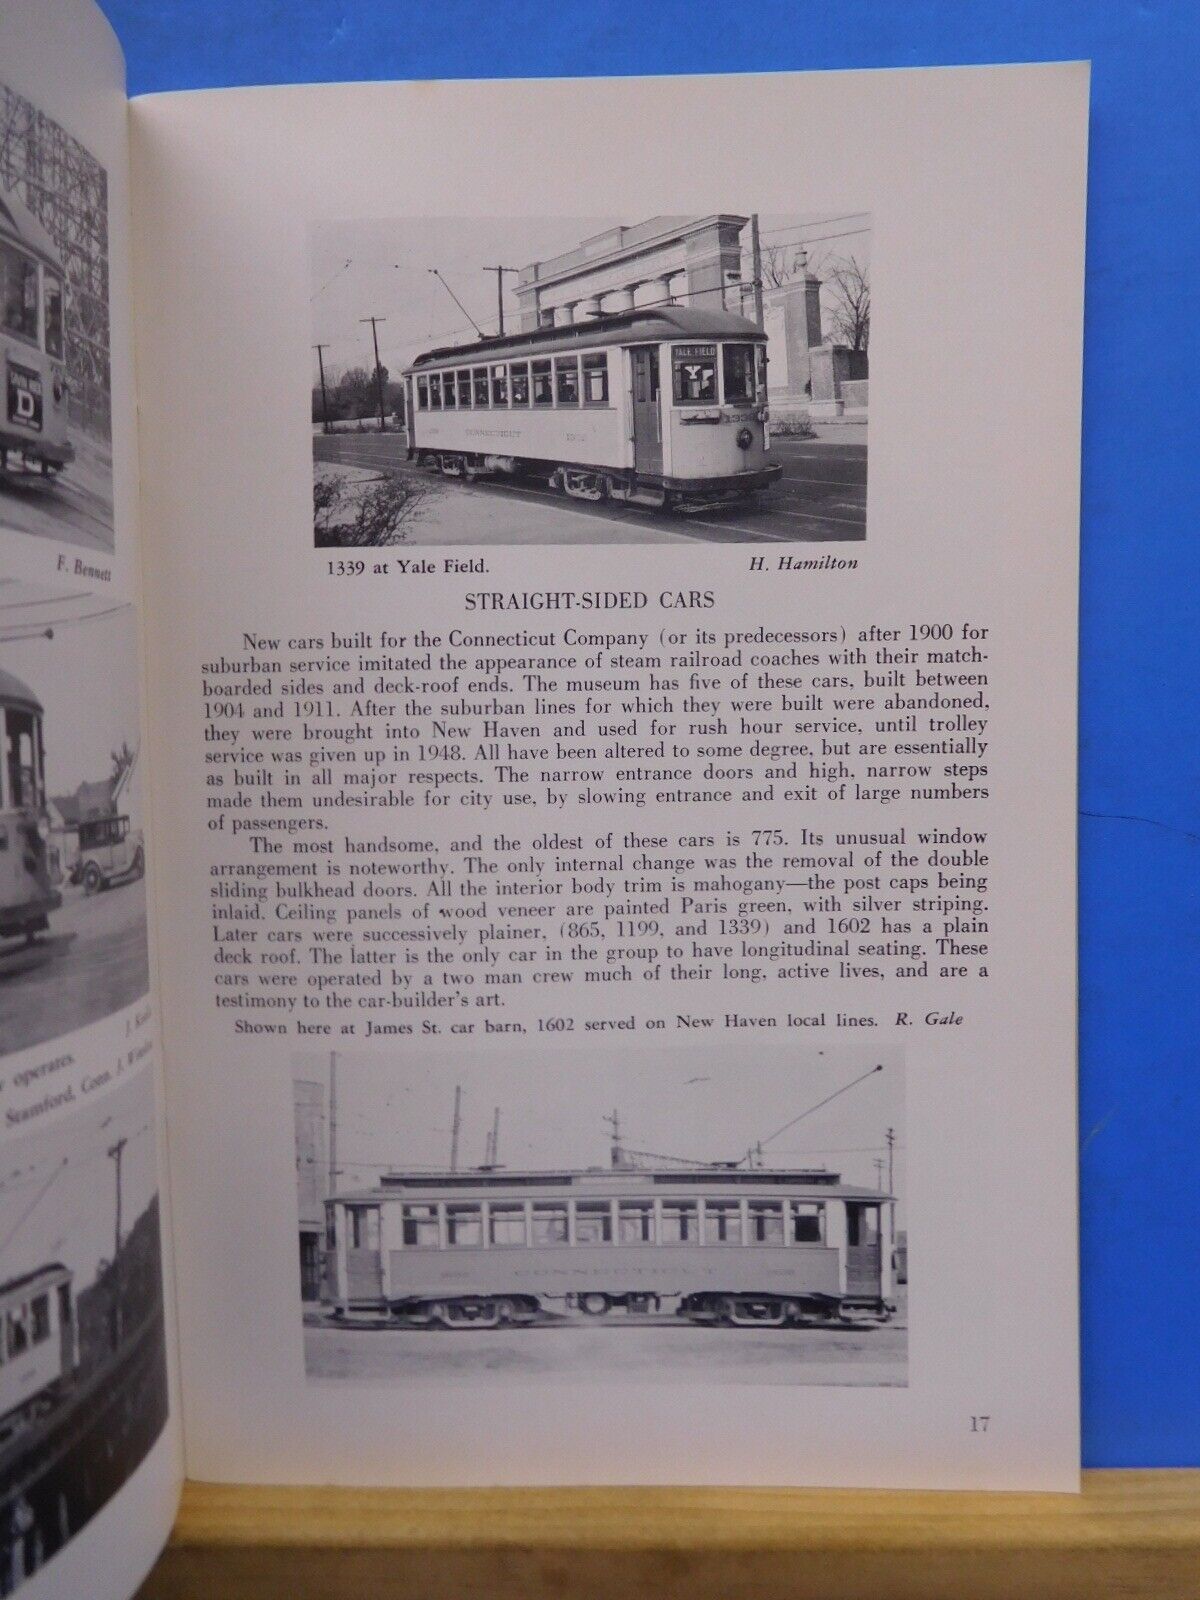 D
F. Bennett
operates.
Stamford, Conn.
YALE FIELD
Y
1339
CONNECTICUT
1339 at Yale Field. H. Hamilton
STRAIGHT-SIDED CARS
New cars built for the Connecticut Company (or its predecessors) after 1900 for
suburban service imitated the appearance of steam railroad coaches with their match-
boarded sides and deck-roof ends. The museum has five of these cars, built between
1904 and 1911. After the suburban lines for which they were built were abandoned,
they were brought into New Haven and used for rush hour service, until trolley
service was given up in 1948. All have been altered to some degree, but are essentially
as built in all major respects. The narrow entrance doors and high, narrow steps
made them undesirable for city use, by slowing entrance and exit of large numbers
of passengers.
The most handsome, and the oldest of these cars is 775. Its unusual window
arrangement is noteworthy. The only internal change was the removal of the double
sliding bulkhead doors. All the interior body trim is mahogany—the post caps being
inlaid. Ceiling panels of wood veneer are painted Paris green, with silver striping.
Later cars were successively plainer, (865, 1199, and 1339) and 1602 has a plain
deck roof. The latter is the only car in the group to have longitudinal seating. These
cars were operated by a two man crew much of their long, active lives, and are a
testimony to the car-builder's art.
Shown here at James St. car barn, 1602 served on New Haven local lines. R. Gale
CONNECTICUT
17